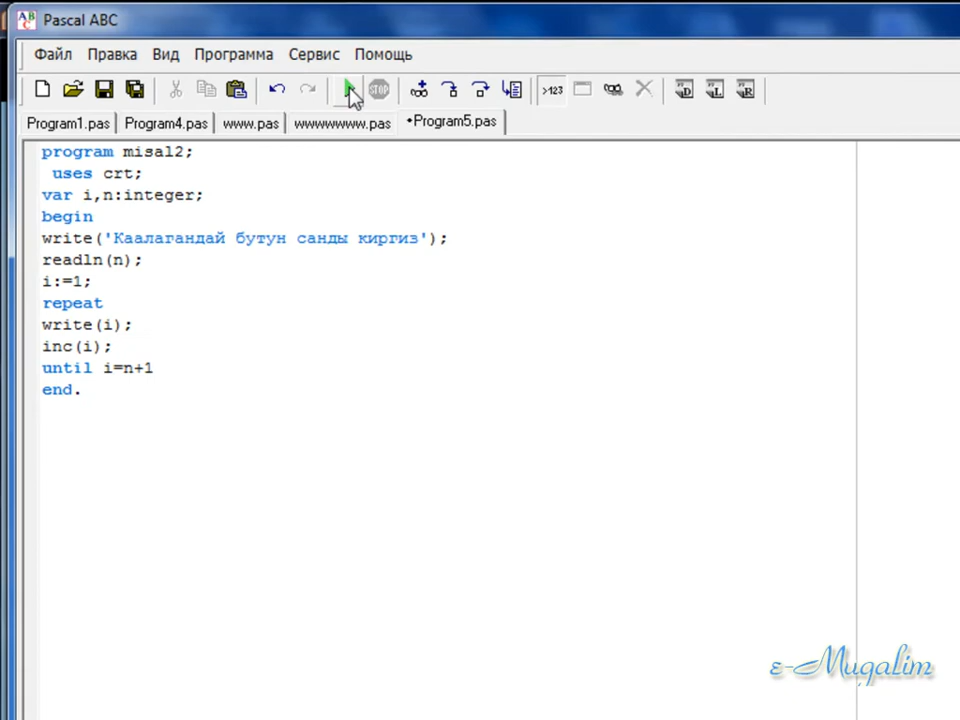 Pascal ABC
Файл Правка Вид Программа Сервис Помощь
STOP >123 D L R
Program1.pas Program4.pas www.pas wwwwwwww.pas •Program5.pas
program misal2;
uses crt;
var i,n:integer;
begin
write('Каалагандай бутун санды киргиз');
readln(n);
i:=1;
repeat
write(i);
inc(i);
until i=n+1
end.
ε-Mugalim